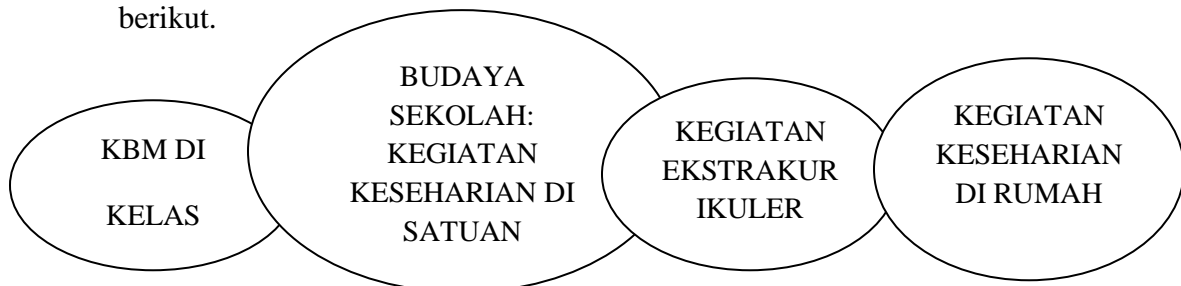 berikut.
KBM DI
KELAS
BUDAYA
SEKOLAH:
KEGIATAN
KESEHARIAN DI
SATUAN
KEGIATAN
EKSTRAKUR
IKULER
KEGIATAN
KESEHARIAN
DI RUMAH